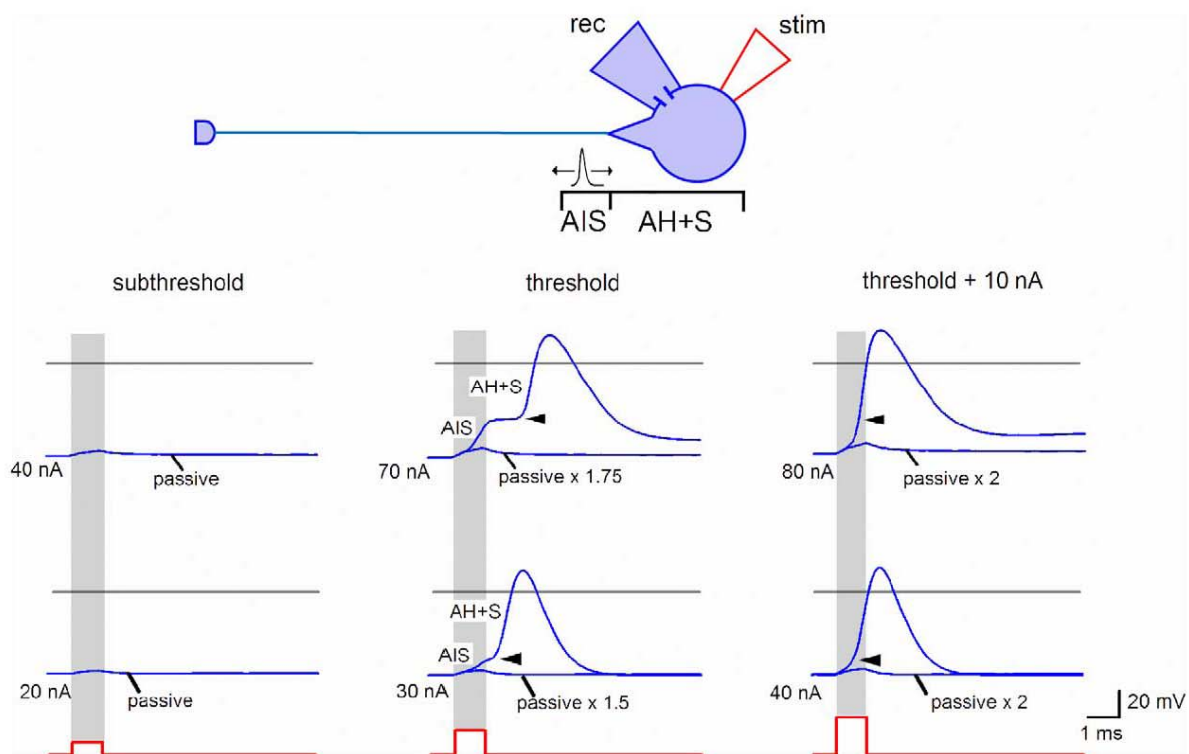 rec
stim
AIS
AH+S
subthreshold
threshold
threshold + 10 nA
AH+S
AIS
40 nA
passive
70 nA
passive x 1.75
80 nA
passive x 2
AH+S
AIS
20 nA
passive
30 nA
passive x 1.5
40 nA
passive x 2
20 mV
1 ms